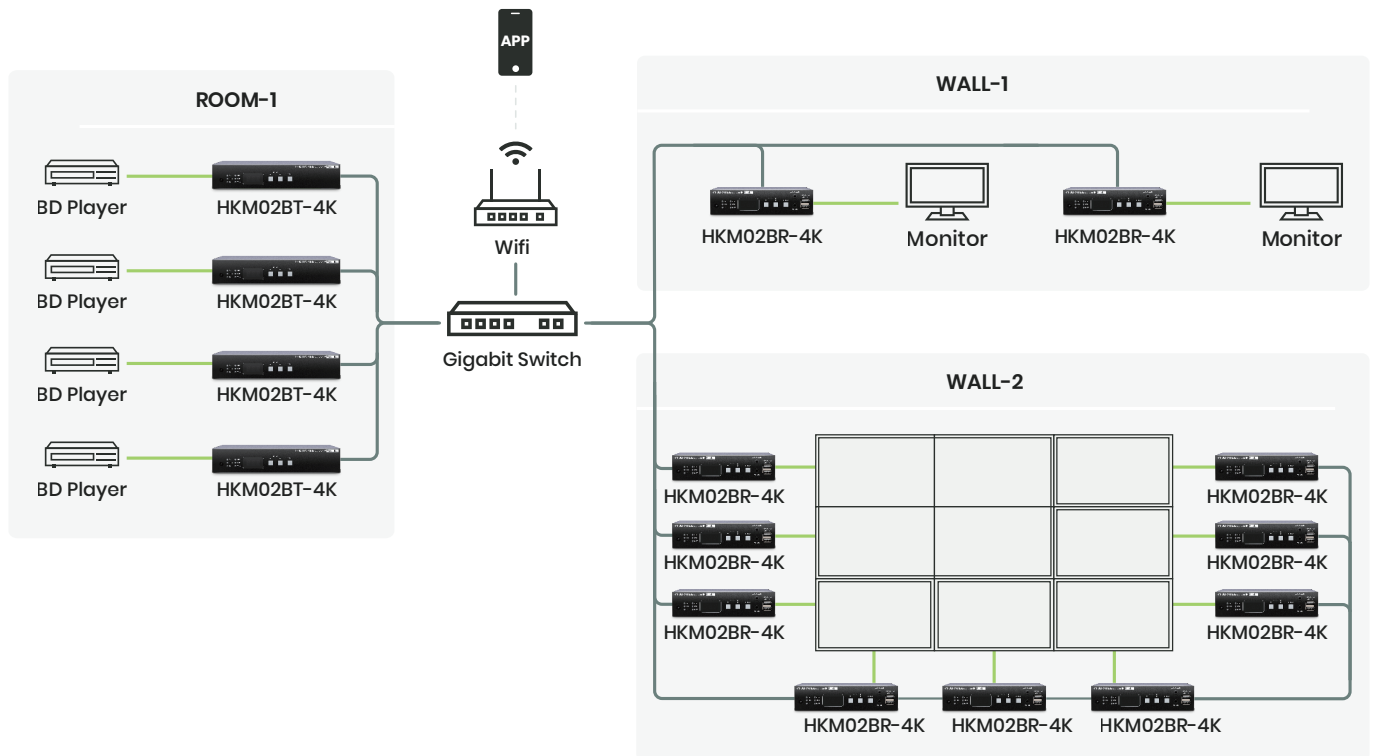 APP
ROOM-1
BD Player
HKM02BT-4K
BD Player
HKM02BT-4K
BD Player
HKM02BT-4K
BD Player
HKM02BT-4K
Wifi
Gigabit Switch
WALL-1
HKM02BR-4K
Monitor
HKM02BR-4K
Monitor
WALL-2
HKM02BR-4K
HKM02BR-4K
HKM02BR-4K
HKM02BR-4K
HKM02BR-4K
HKM02BR-4K
HKM02BR-4K
HKM02BR-4K
HKM02BR-4K